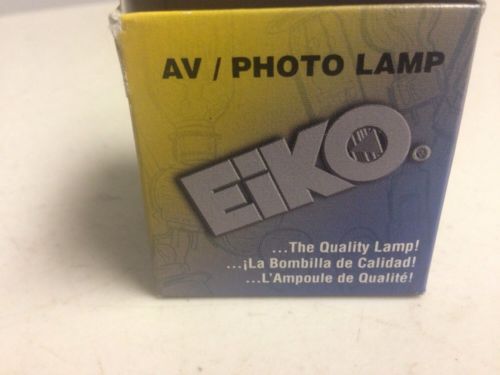 AV / PHOTO LAMP
EiKO®
...The Quality Lamp!
...¡La Bombilla de Calidad!
...L'Ampoule de Qualité!